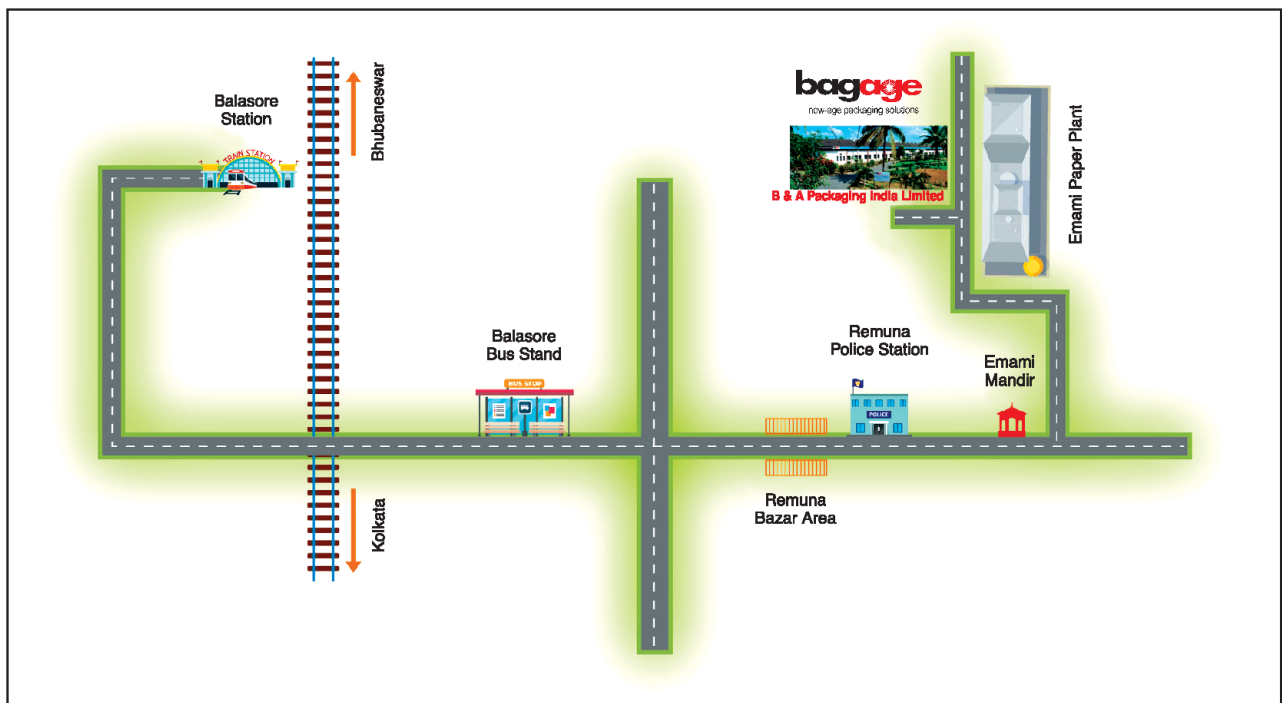 Balasore
Station
TRAIN STATION
Bhubaneswar
bagage
new-age packaging solutions
B & A Packaging India Limited
Emami Paper Plant
Balasore
Bus Stand
BUS STOP
Remuna
Police Station
POLICE
Emami
Mandir
Remuna
Bazar Area
Kolkata